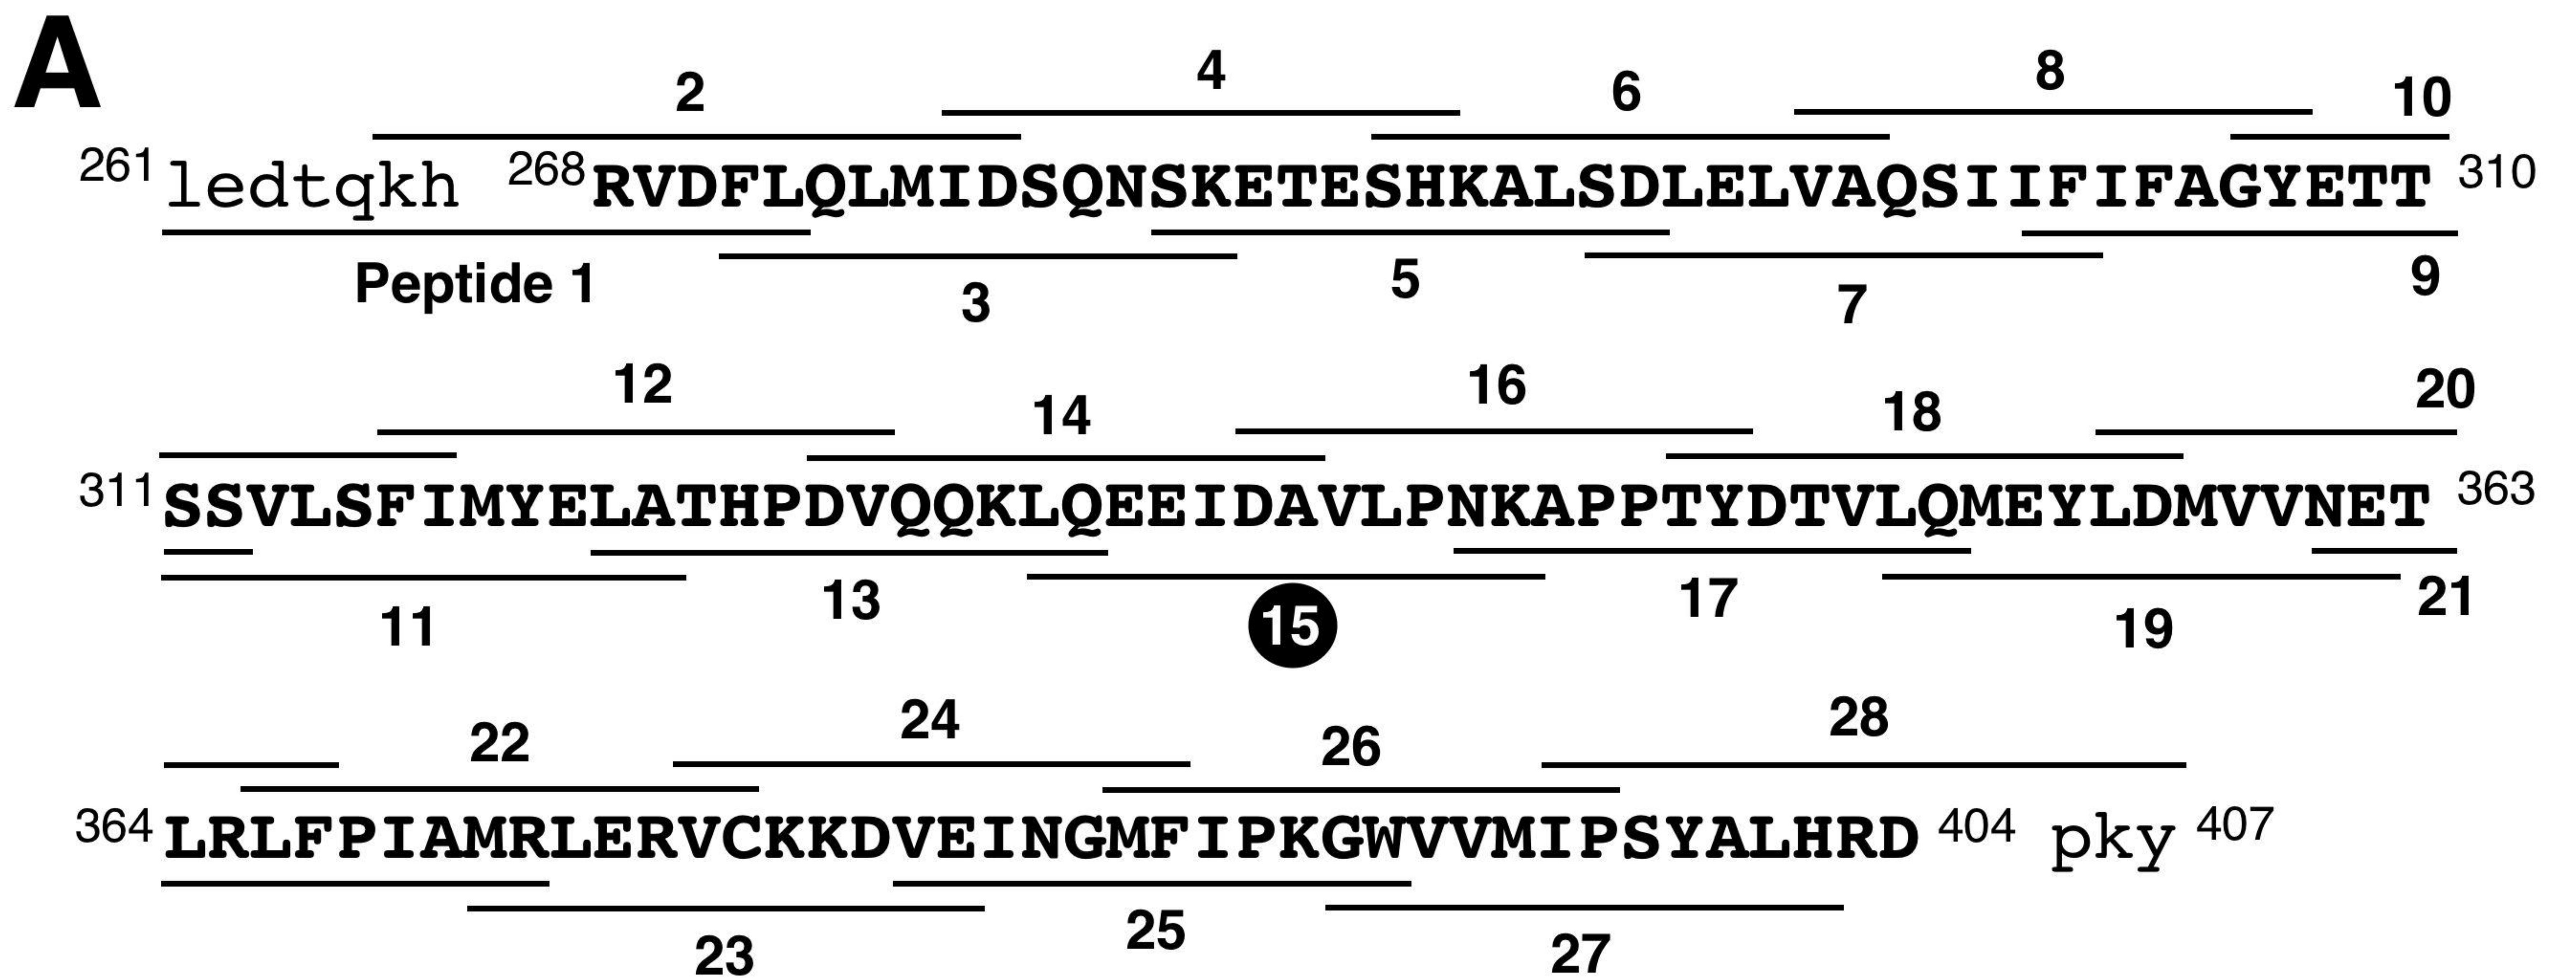 A
2 4 6 8 10
261 ledtqkh 268 RVDFLQLMIDSQNSKETESHKALSDLELVAQSIIFIFAGYETT 310
Peptide 1 3 5 7 9
12 14 16 18 20
311 SSVLSFIMYELATHPDVQQKLQEEIDAVLPNKAPPTYDTVLQMEYLDMVVNET 363
11 13 15 17 19 21
22 24 26 28
364 LRLFPIAMRLERVCKKDVEINGMFIPKGWVVMIPSYALHRD 404 pky 407
23 25 27